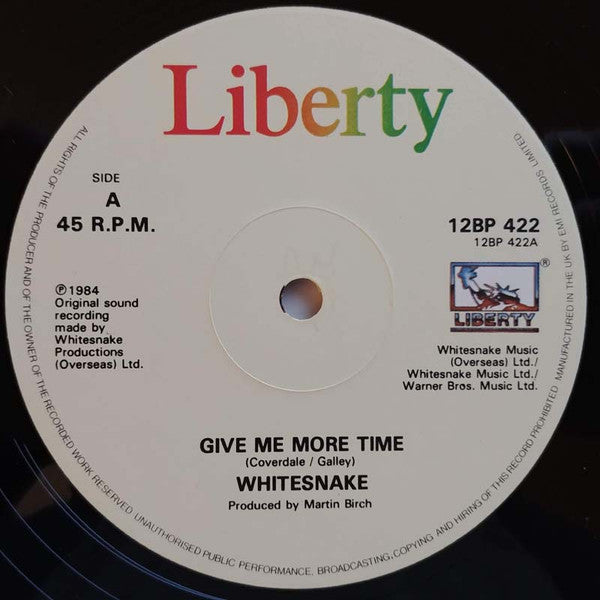 Liberty
SIDE
A
45 R.P.M.
12BP 422
12BP 422A
℗1984
Original sound
recording
made by
Whitesnake
Productions
(Overseas) Ltd.
®
LIBERTY
Whitesnake Music
(Overseas) Ltd./
Whitesnake Music Ltd./
Warner Bros. Music Ltd.
GIVE ME MORE TIME
(Coverdale / Galley)
WHITESNAKE
Produced by Martin Birch
ALL RIGHTS OF THE PRODUCER AND OF THE OWNER OF THE RECORDED WORK RESERVED UNAUTHORISED PUBLIC PERFORMANCE. BROADCASTING, COPYING AND HIRING OF THIS RECORD PROHIBITED MANUFACTURED IN THE UK BY EMI RECORDS LIMITED